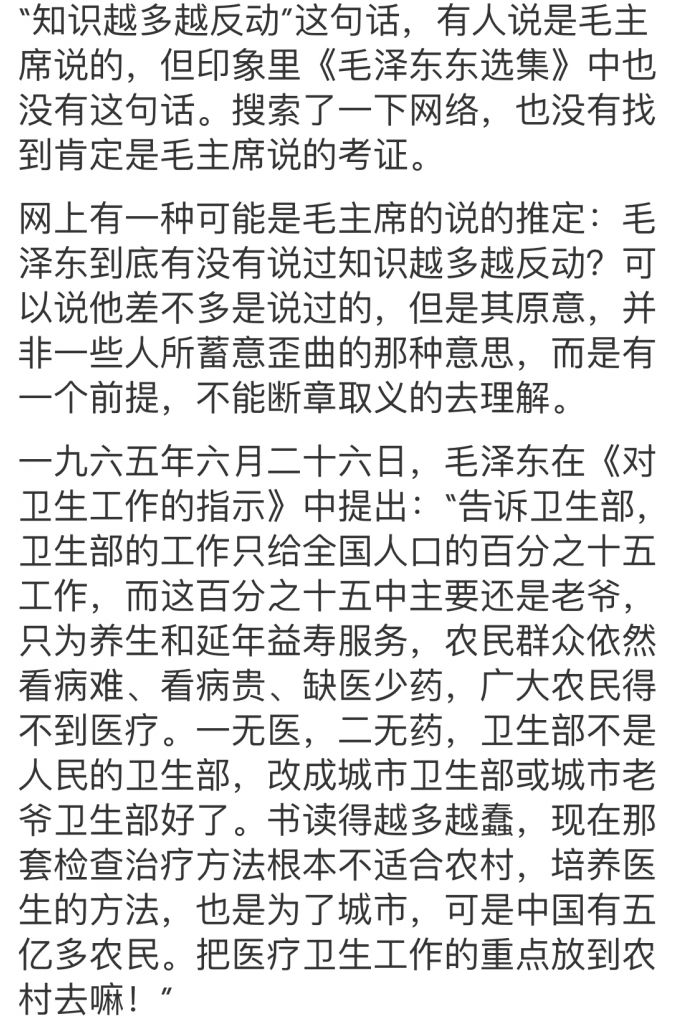 “知识越多越反动”这句话，有人说是毛主
席说的，但印象里《毛泽东东选集》中也
没有这句话。搜索了一下网络，也没有找
到肯定是毛主席说的考证。
网上有一种可能是毛主席的说的推定：毛
泽东到底有没有说过知识越多越反动？可
以说他差不多是说过的，但是其原意，并
非一些人所蓄意歪曲的那种意思，而是有
一个前提，不能断章取义的去理解。
一九六五年六月二十六日，毛泽东在《对
卫生工作的指示》中提出：“告诉卫生部，
卫生部的工作只给全国人口的百分之十五
工作，而这百分之十五中主要还是老爷，
只为养生和延年益寿服务，农民群众依然
看病难、看病贵、缺医少药，广大农民得
不到医疗。一无医，二无药，卫生部不是
人民的卫生部，改成城市卫生部或城市老
爷卫生部好了。书读得越多越蠢，现在那
套检查治疗方法根本不适合农村，培养医
生的方法，也是为了城市，可是中国有五
亿多农民。把医疗卫生工作的重点放到农
村去嘛！”